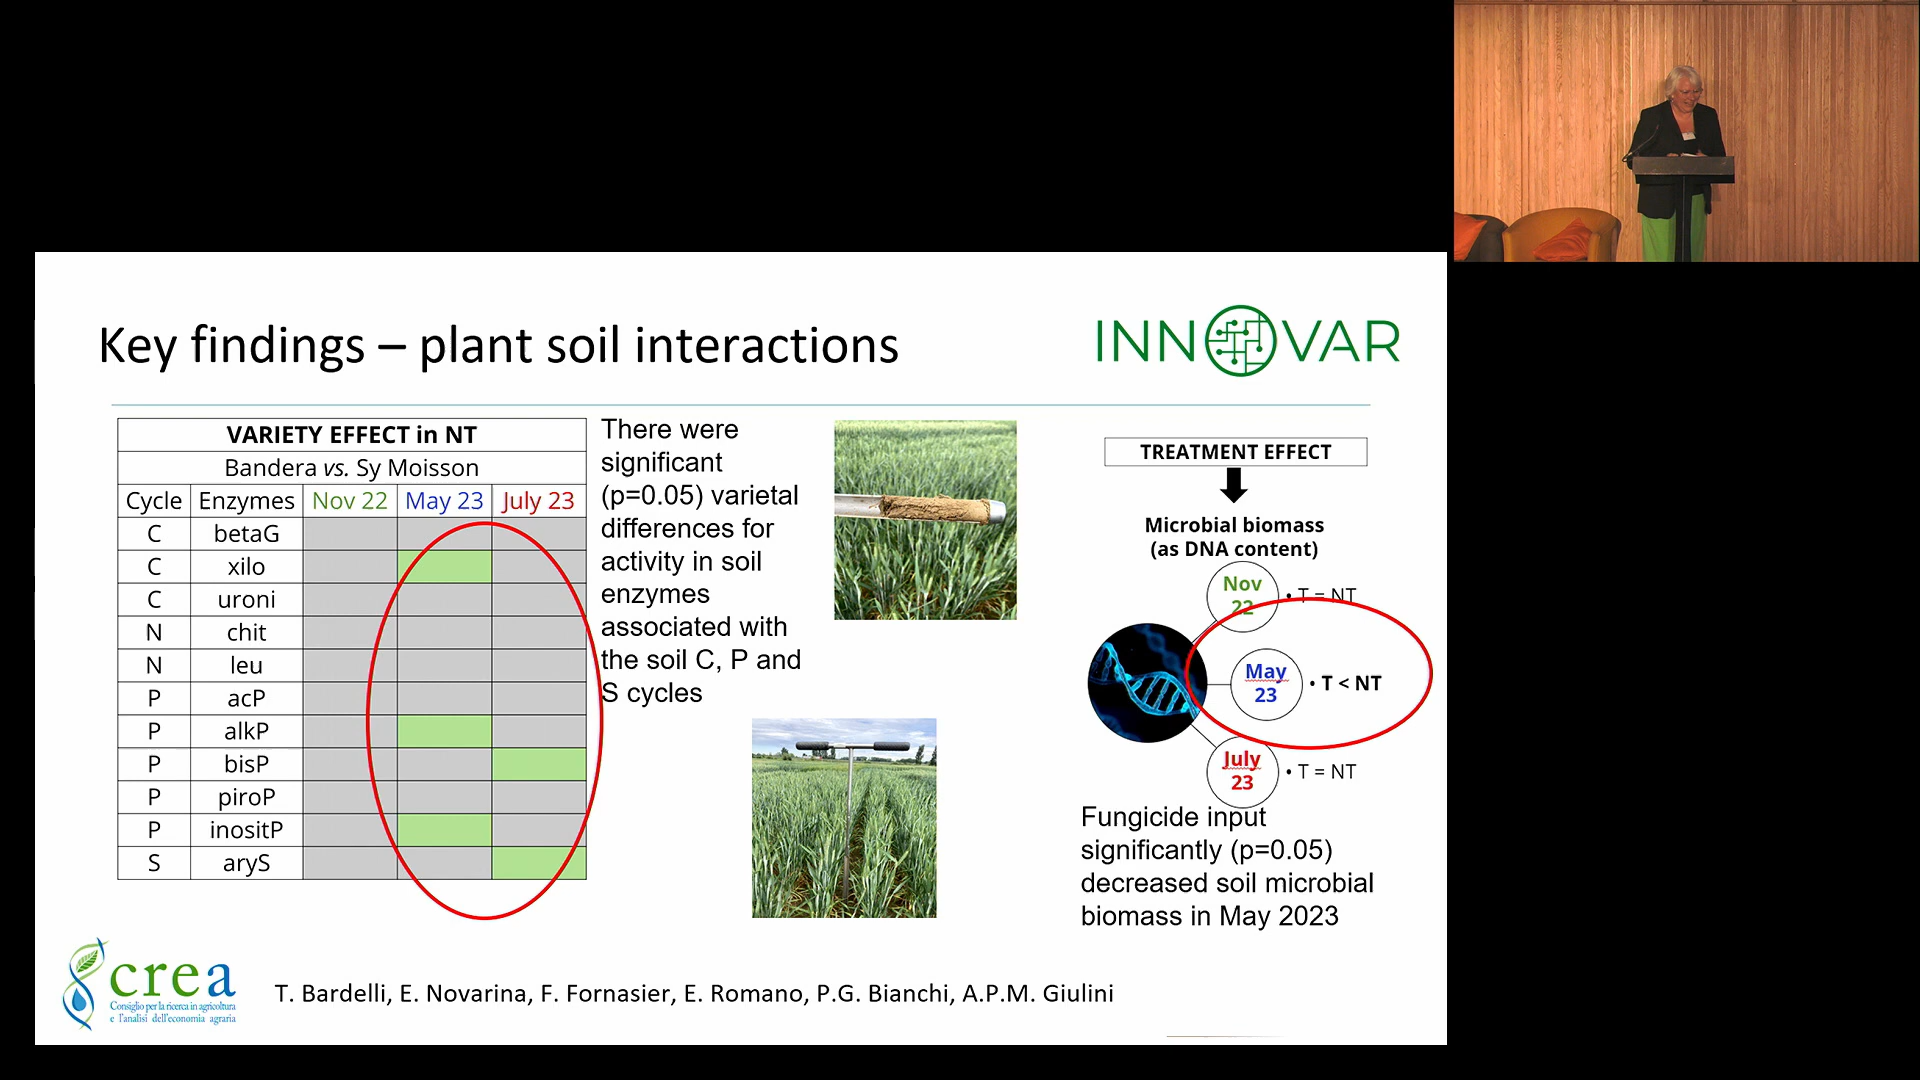 Key findings – plant soil interactions
INNOVAR
VARIETY EFFECT in NT
Bandera vs. Sy Moisson
Cycle Enzymes Nov 22 May 23 July 23
C betaG
C xilo
C uroni
N chit
N leu
P acP
P alkP
P bisP
P piroP
P inositP
S aryS
There were
significant
(p=0.05) varietal
differences for
activity in soil
enzymes
associated with
the soil C, P and
S cycles
TREATMENT EFFECT
Microbial biomass
(as DNA content)
Nov
22
• T = NT
May
23
• T < NT
July
23
• T = NT
Fungicide input
significantly (p=0.05)
decreased soil microbial
biomass in May 2023
crea
Consiglio per la ricerca in agricoltura
e l'analisi dell'economia agraria
T. Bardelli, E. Novarina, F. Fornasier, E. Romano, P.G. Bianchi, A.P.M. Giulini